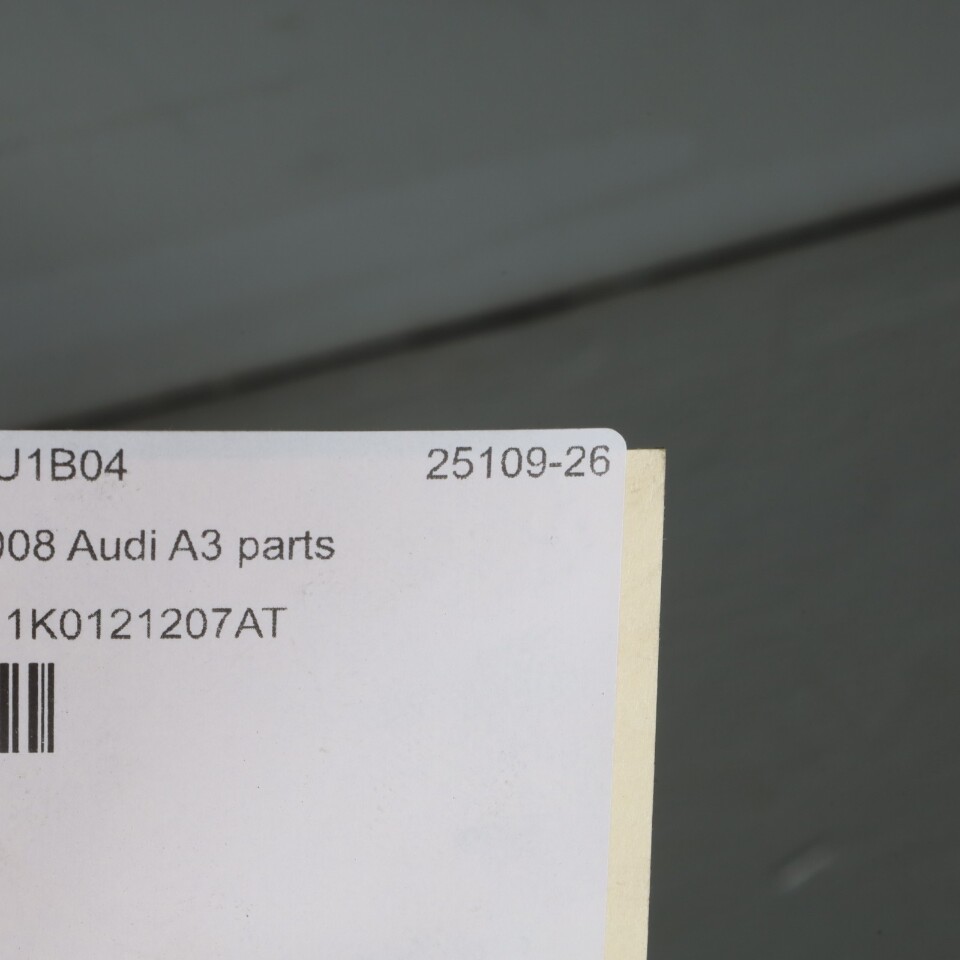 U1B04 25109-26
008 Audi A3 parts
1K0121207AT